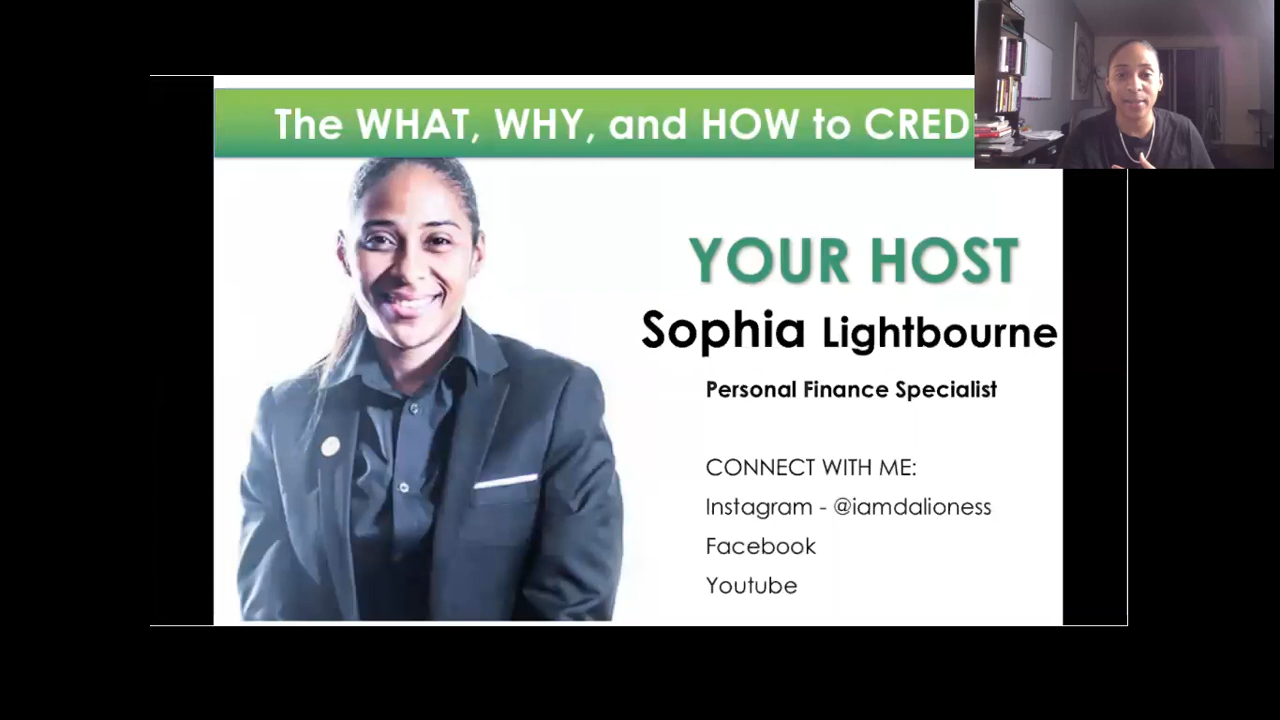 The WHAT, WHY, and HOW to CRED
YOUR HOST
Sophia Lightbourne
Personal Finance Specialist
CONNECT WITH ME:
Instagram - @iamdalioness
Facebook
Youtube